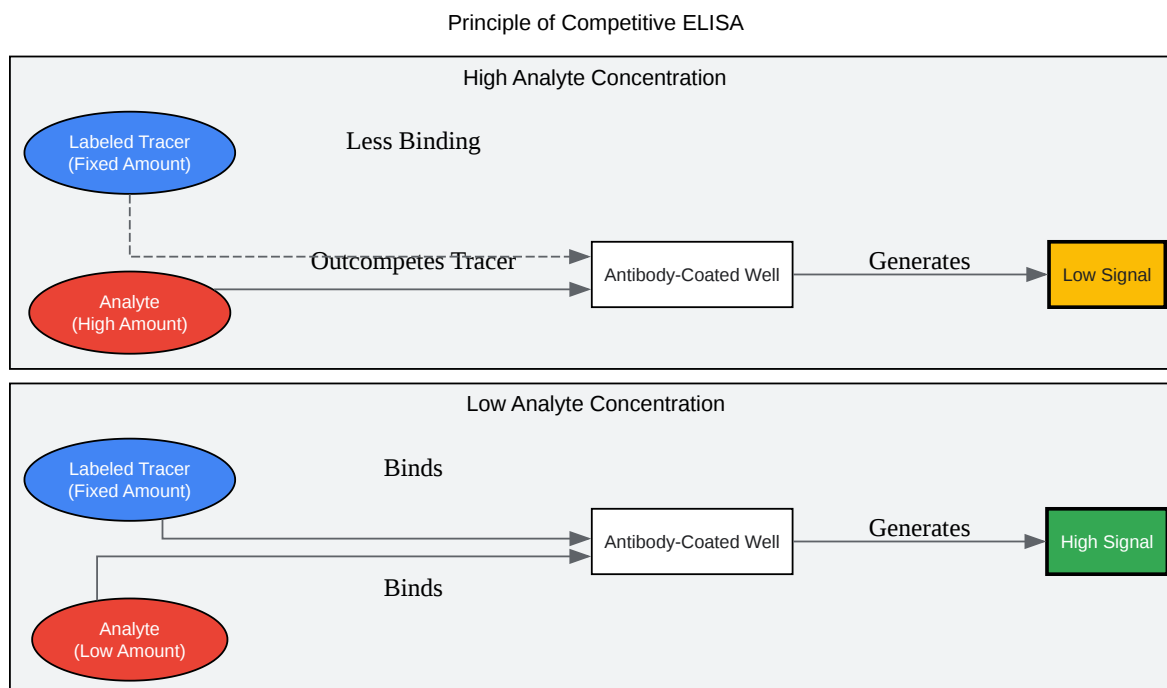 Principle of Competitive ELISA
High Analyte Concentration
Labeled Tracer
(Fixed Amount)
Less Binding
Outcompetes Tracer
Analyte
(High Amount)
Antibody-Coated Well
Generates
Low Signal
Low Analyte Concentration
Labeled Tracer
(Fixed Amount)
Binds
Binds
Analyte
(Low Amount)
Antibody-Coated Well
Generates
High Signal